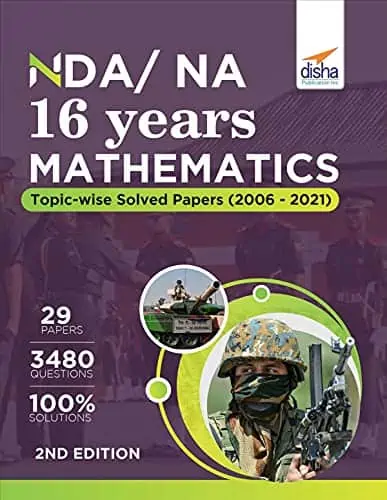 disha
Publication Inc
NDA/ NA
16 years
MATHEMATICS
Topic-wise Solved Papers (2006 - 2021)
29
PAPERS
3480
QUESTIONS
100%
SOLUTIONS
2ND EDITION